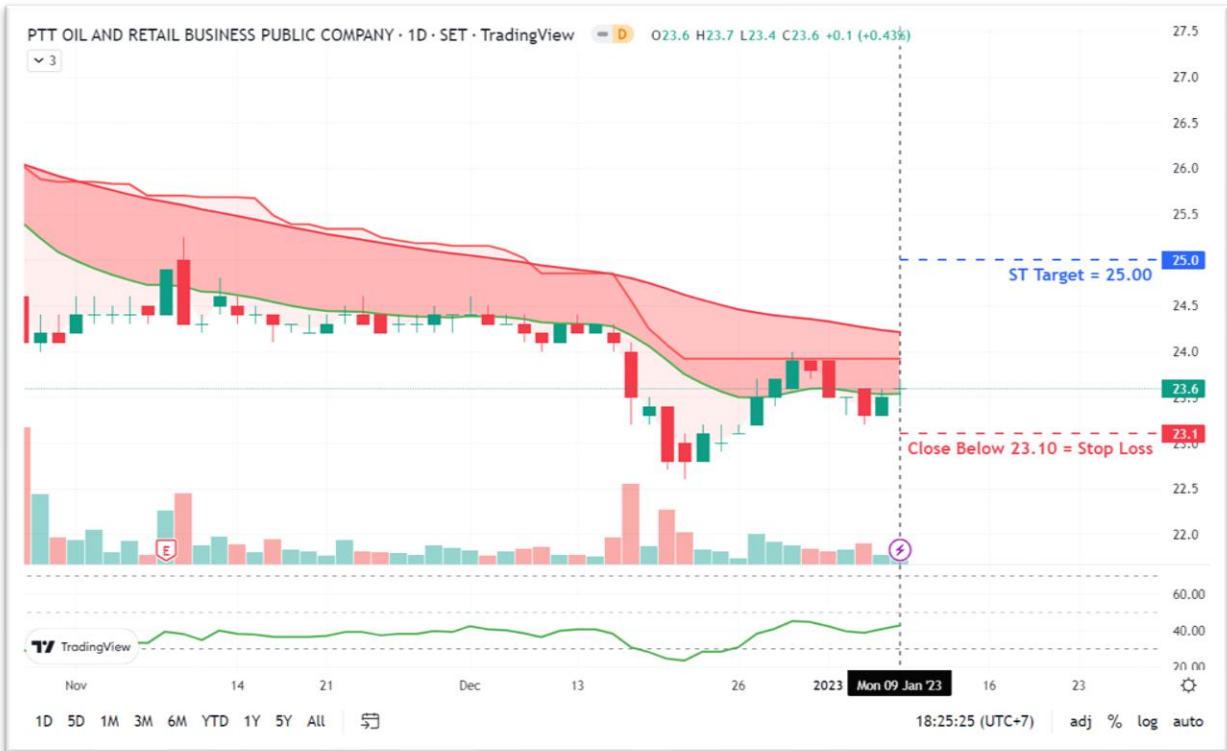 PTT OIL AND RETAIL BUSINESS PUBLIC COMPANY · 1D · SET · TradingView D O23.6 H23.7 L23.4 C23.6 +0.1 (+0.43%)
3
27.5
27.0
26.5
26.0
25.5
25.0
ST Target = 25.00
24.5
24.0
23.6
23.5
23.1
23.0
Close Below 23.10 = Stop Loss
22.5
22.0
E
60.00
40.00
TradingView
20.00
Nov 14 21 Dec 13 26 2023 Mon 09 Jan '23 16 23
1D 5D 1M 3M 6M YTD 1Y 5Y All 18:25:25 (UTC+7) adj % log auto